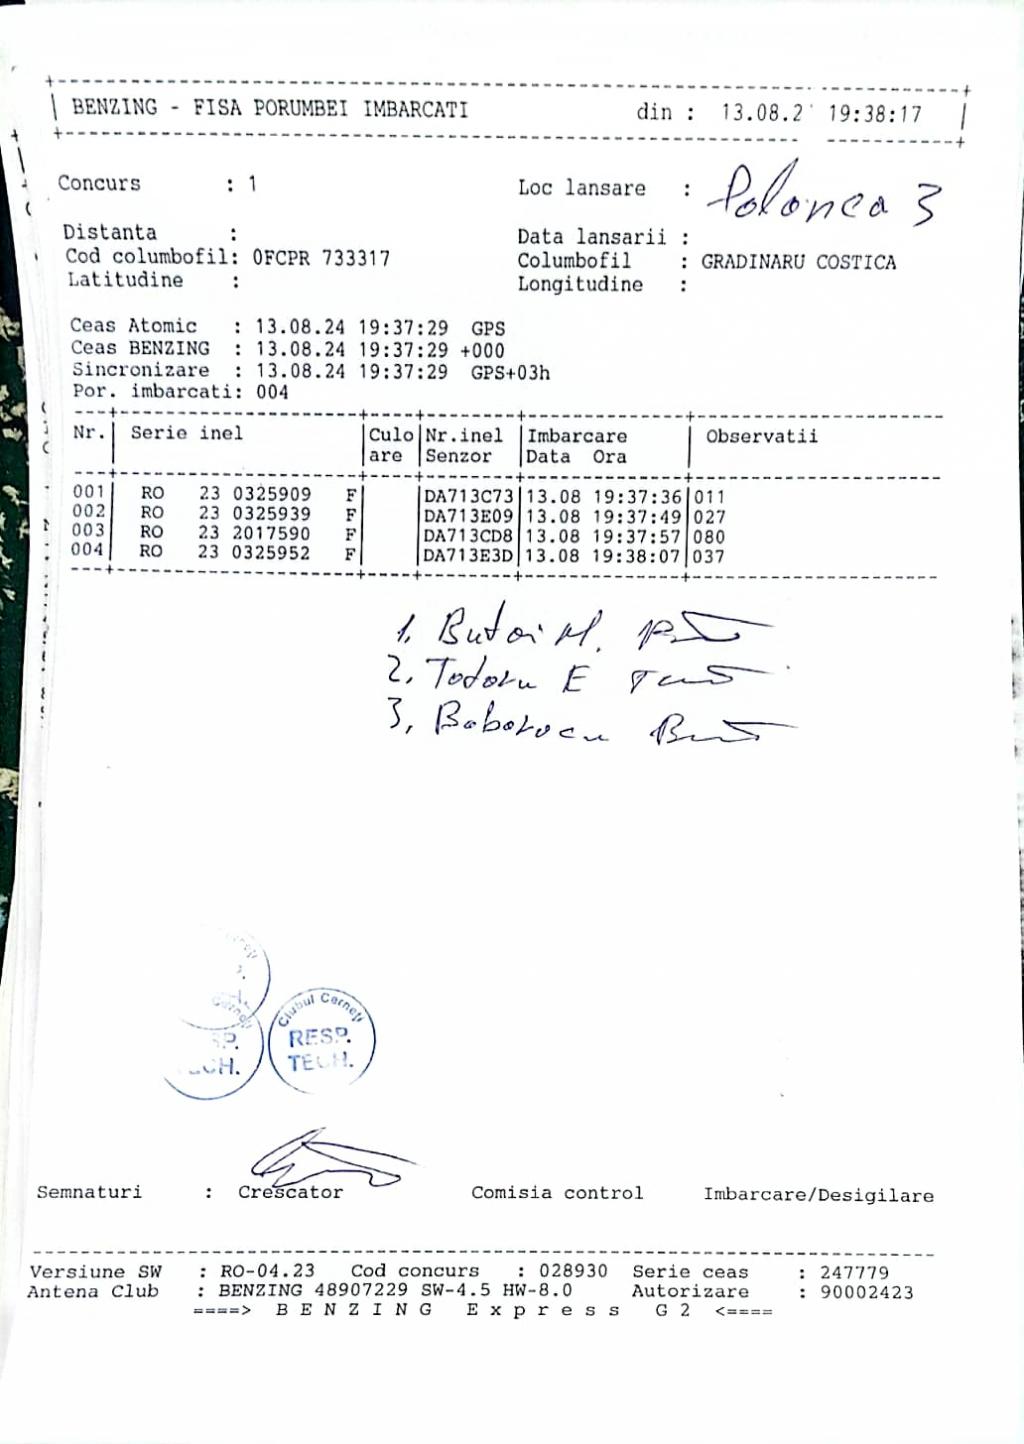 BENZING - FISA PORUMBEI IMBARCATI din : 13.08.2 19:38:17
Concurs : 1 Loc lansare : Polonea 3
Distanta : Data lansarii :
Cod columbofil: 0FCPR 733317 Columbofil : GRADINARU COSTICA
Latitudine : Longitudine :
Ceas Atomic : 13.08.24 19:37:29 GPS
Ceas BENZING : 13.08.24 19:37:29 +000
Sincronizare : 13.08.24 19:37:29 GPS+03h
Por. imbarcati: 004
Nr. Serie inel Culo Nr.inel Imbarcare Observatii
are Senzor Data Ora
001 RO 23 0325909 F DA713C73 13.08 19:37:36 011
002 RO 23 0325939 F DA713E09 13.08 19:37:49 027
003 RO 23 2017590 F DA713CD8 13.08 19:37:57 080
004 RO 23 0325952 F DA713E3D 13.08 19:38:07 037
1. Butoi M.
2. Todoru E
3.
Clubul Cerneți
RESP.
TECH.
Semnaturi : Crescator Comisia control Imbarcare/Desigilare
Versiune SW : RO-04.23 Cod concurs : 028930 Serie ceas : 247779
Antena Club : BENZING 48907229 SW-4.5 HW-8.0 Autorizare : 90002423
====> B E N Z I N G E x p r e s s G 2 <====